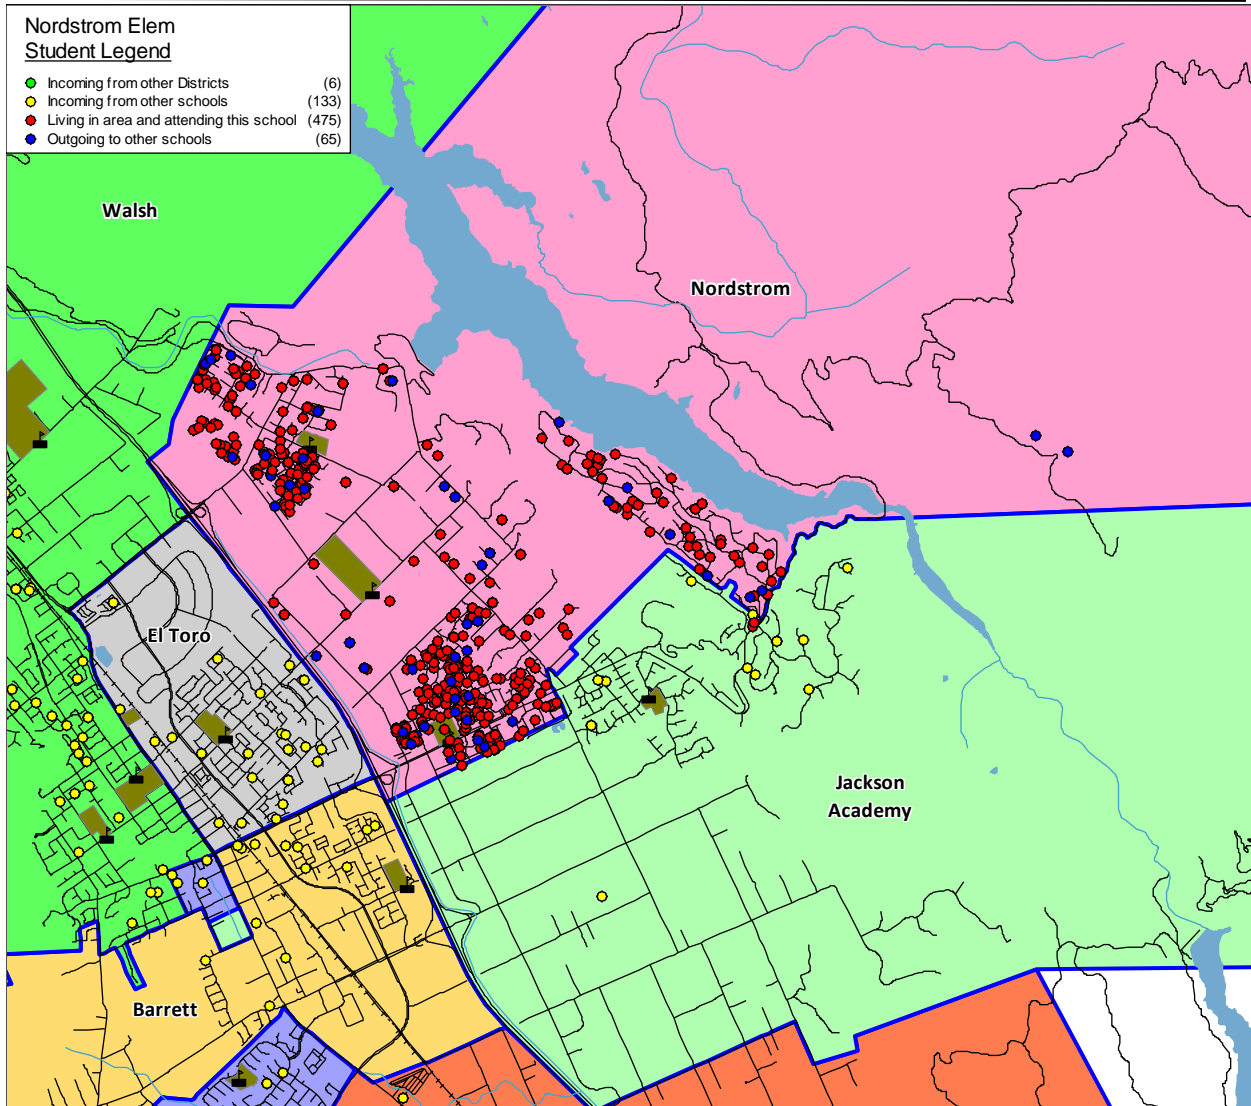 Nordstrom Elem
Student Legend
Incoming from other Districts (6)
Incoming from other schools (133)
Living in area and attending this school (475)
Outgoing to other schools (65)
Walsh
Nordstrom
El Toro
Jackson
Academy
Barrett